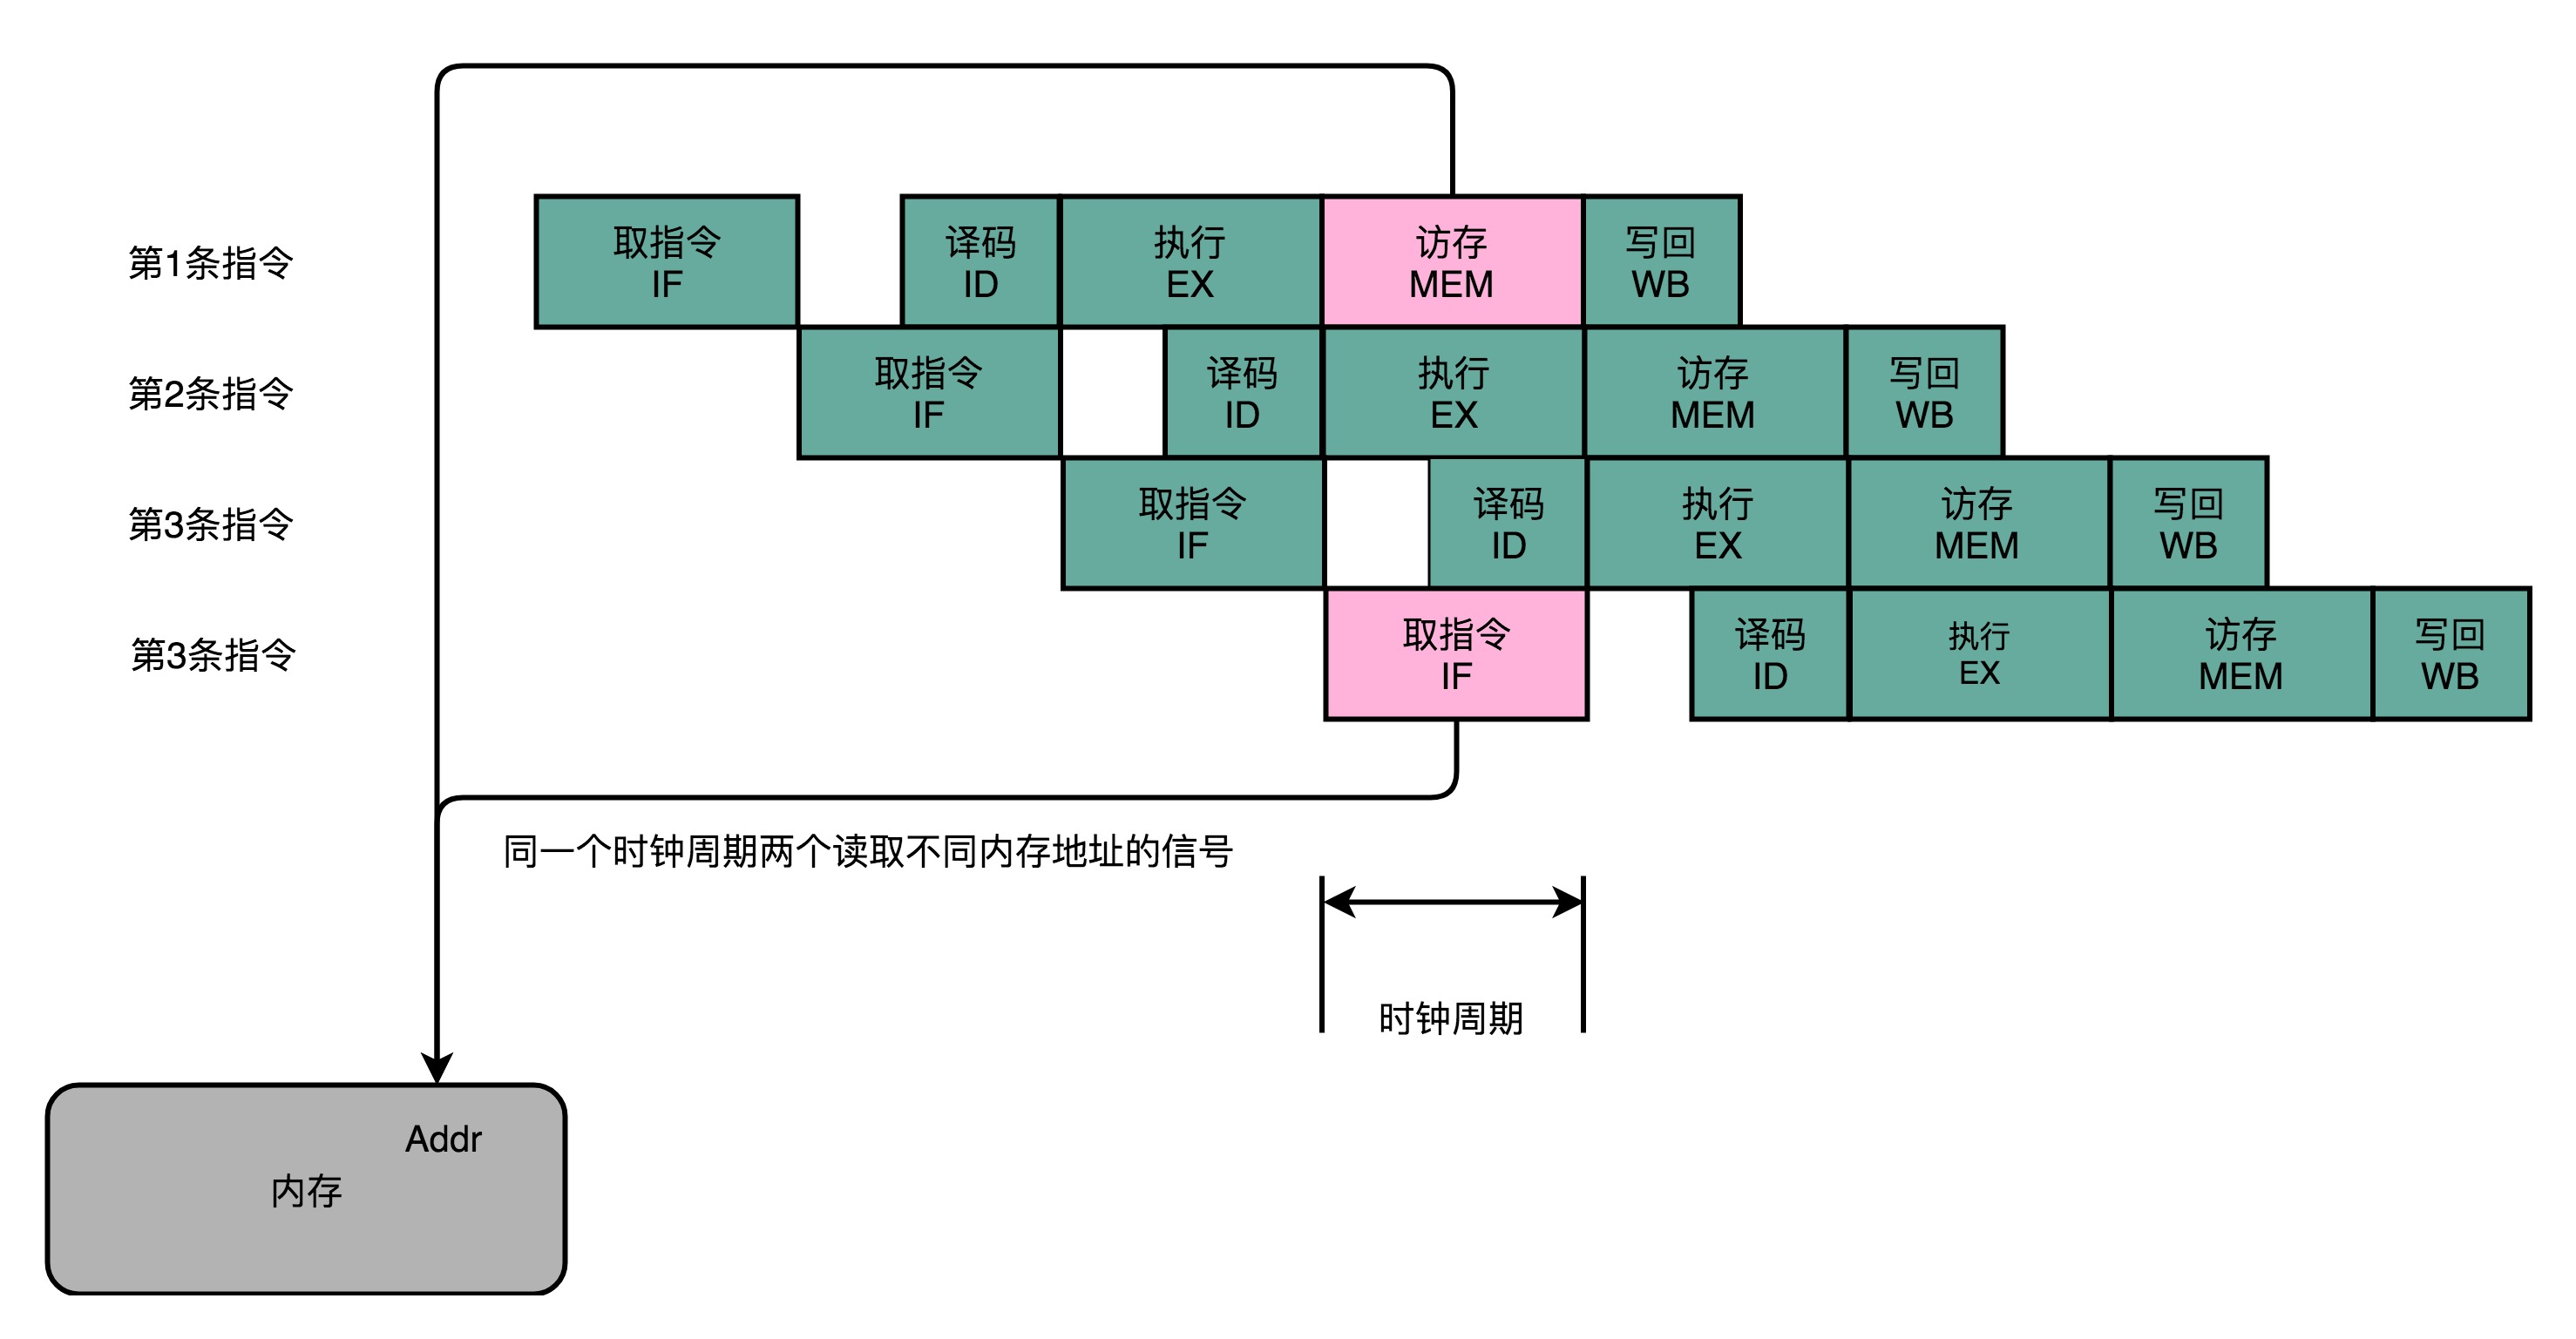 第1条指令
取指令
IF
译码
ID
执行
EX
访存
MEM
写回
WB
第2条指令
取指令
IF
译码
ID
执行
EX
访存
MEM
写回
WB
第3条指令
取指令
IF
译码
ID
执行
EX
访存
MEM
写回
WB
第3条指令
取指令
IF
译码
ID
执行
EX
访存
MEM
写回
WB
同一个时钟周期两个读取不同内存地址的信号
时钟周期
Addr
内存